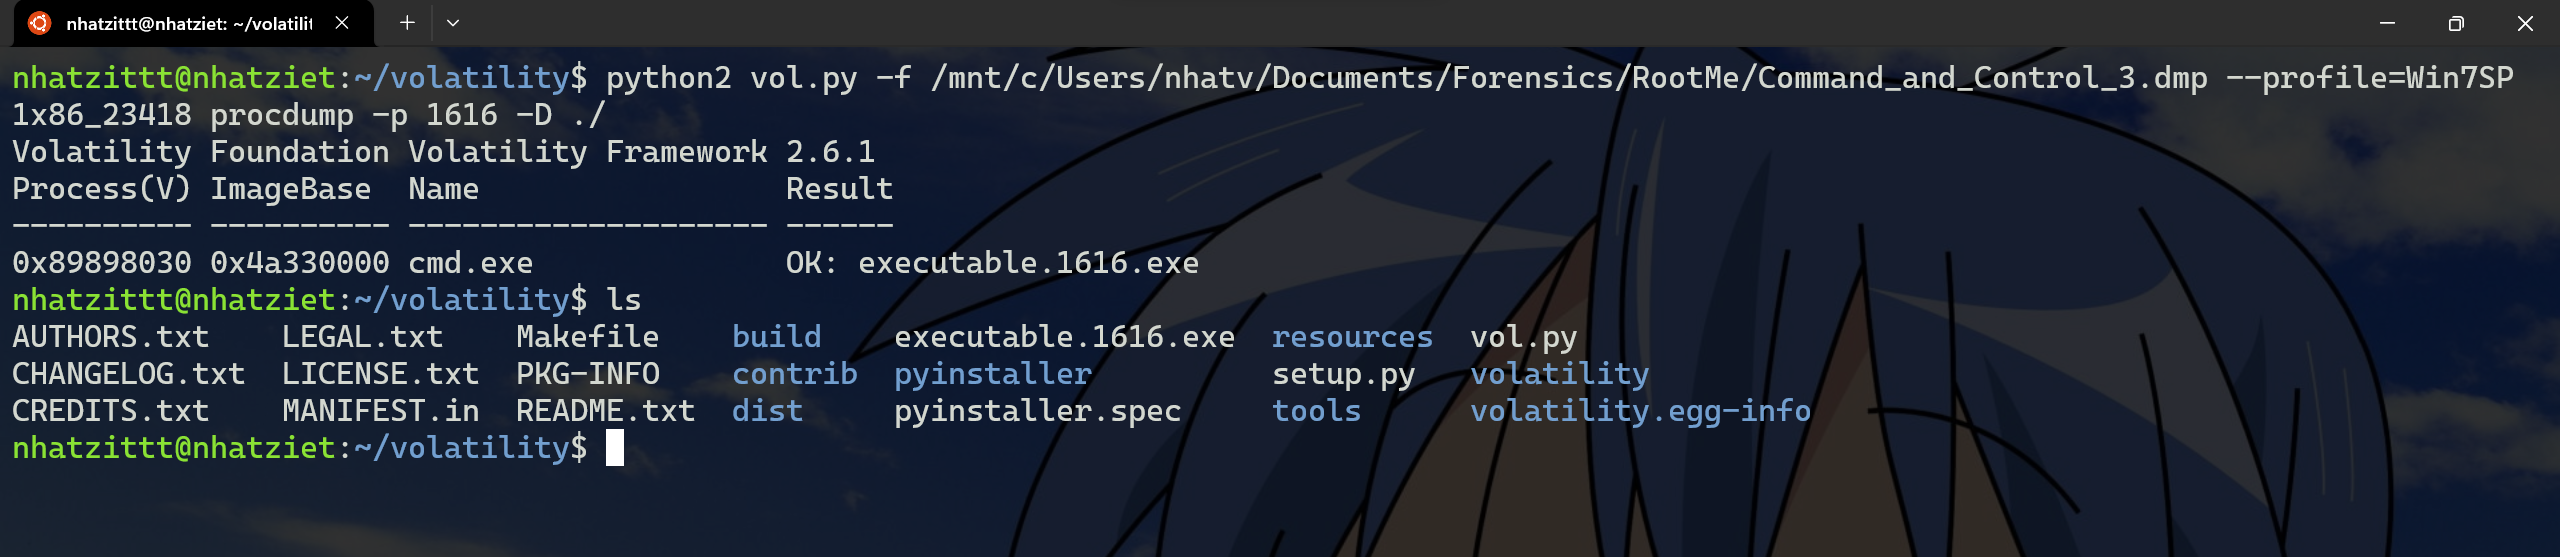 nhatzittt@nhatziet: ~/volatilit
nhatzittt@nhatziet:~/volatility$ python2 vol.py -f /mnt/c/Users/nhatv/Documents/Forensics/RootMe/Command_and_Control_3.dmp --profile=Win7SP
1x86_23418 procdump -p 1616 -D ./
Volatility Foundation Volatility Framework 2.6.1
Process(V) ImageBase  Name                 Result
---------- ---------- -------------------- ------
0x89898030 0x4a330000 cmd.exe              OK: executable.1616.exe
nhatzittt@nhatziet:~/volatility$ ls
AUTHORS.txt    LEGAL.txt    Makefile    build    executable.1616.exe  resources  vol.py
CHANGELOG.txt  LICENSE.txt  PKG-INFO    contrib  pyinstaller          setup.py   volatility
CREDITS.txt    MANIFEST.in  README.txt  dist     pyinstaller.spec     tools      volatility.egg-info
nhatzittt@nhatziet:~/volatility$